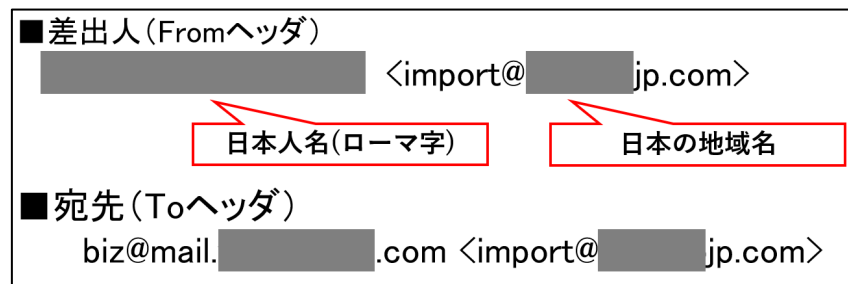 ■差出人(Fromヘッダ)
<import@ jp.com>
日本人名(ローマ字) 日本の地域名
■宛先(Toヘッダ)
biz@mail. .com <import@ jp.com>